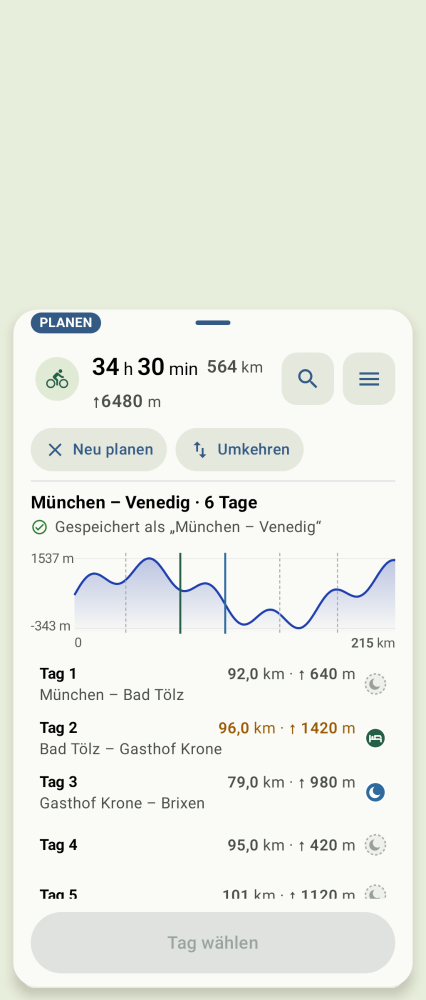 PLANEN
34 h 30 min 564 km
↑6480 m
Neu planen Umkehren
München – Venedig · 6 Tage
Gespeichert als „München – Venedig“
1537 m
-343 m
0 215 km
Tag 1 92,0 km · ↑ 640 m
München – Bad Tölz
Tag 2 96,0 km · ↑ 1420 m
Bad Tölz – Gasthof Krone
Tag 3 79,0 km · ↑ 980 m
Gasthof Krone – Brixen
Tag 4 95,0 km · ↑ 420 m
Tag 5 101 km · ↑ 1120 m
Tag wählen